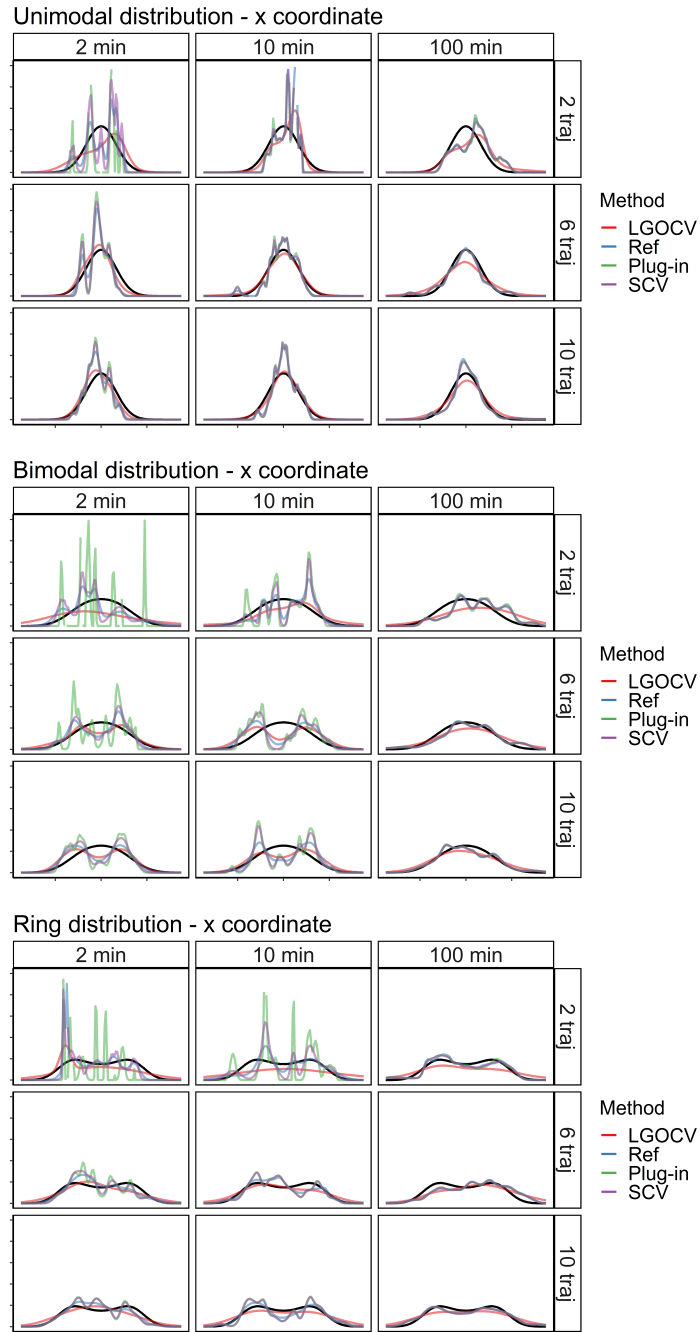 Unimodal distribution - x coordinate
2 min
10 min
100 min
2 traj
6 traj
10 traj
Method
LGOCV
Ref
Plug-in
SCV
Bimodal distribution - x coordinate
2 min
10 min
100 min
2 traj
6 traj
10 traj
Method
LGOCV
Ref
Plug-in
SCV
Ring distribution - x coordinate
2 min
10 min
100 min
2 traj
6 traj
10 traj
Method
LGOCV
Ref
Plug-in
SCV